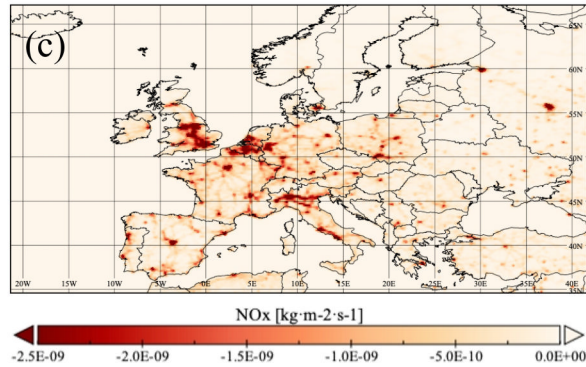 (c)
65N
60N
55N
50N
45N
40N
35N
20W 15W 10W 5W 0E 5E 10E 15E 20E 25E 30E 35E 40E
NOx [kg·m-2·s-1]
-2.5E-09 -2.0E-09 -1.5E-09 -1.0E-09 -5.0E-10 0.0E+00